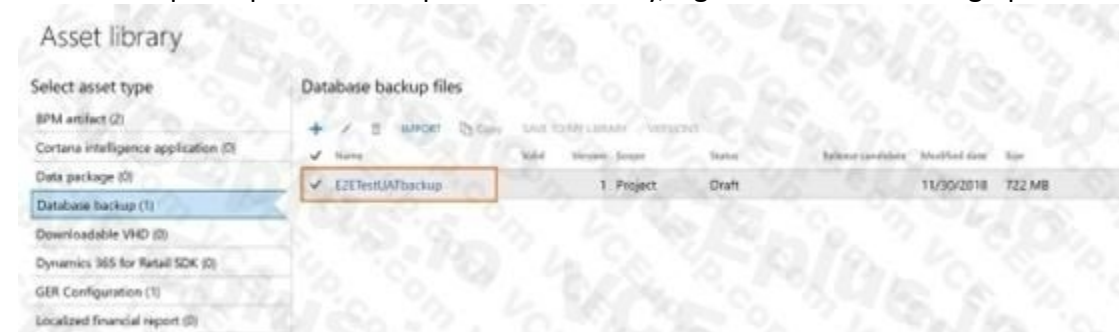 Asset library
Select asset type
BPM artifact (2)
Cortana intelligence application (0)
Data package (0)
Database backup (1)
Downloadable VHD (0)
Dynamics 365 for Retail SDK (0)
GER Configuration (1)
Localized financial report (0)
Database backup files
IMPORT Copy SAVE TO MY LIBRARY VERSIONS
Name Valid Version Scope Status Release candidate Modified date Size
E2ETestUATbackup 1 Project Draft 11/30/2018 722 MB